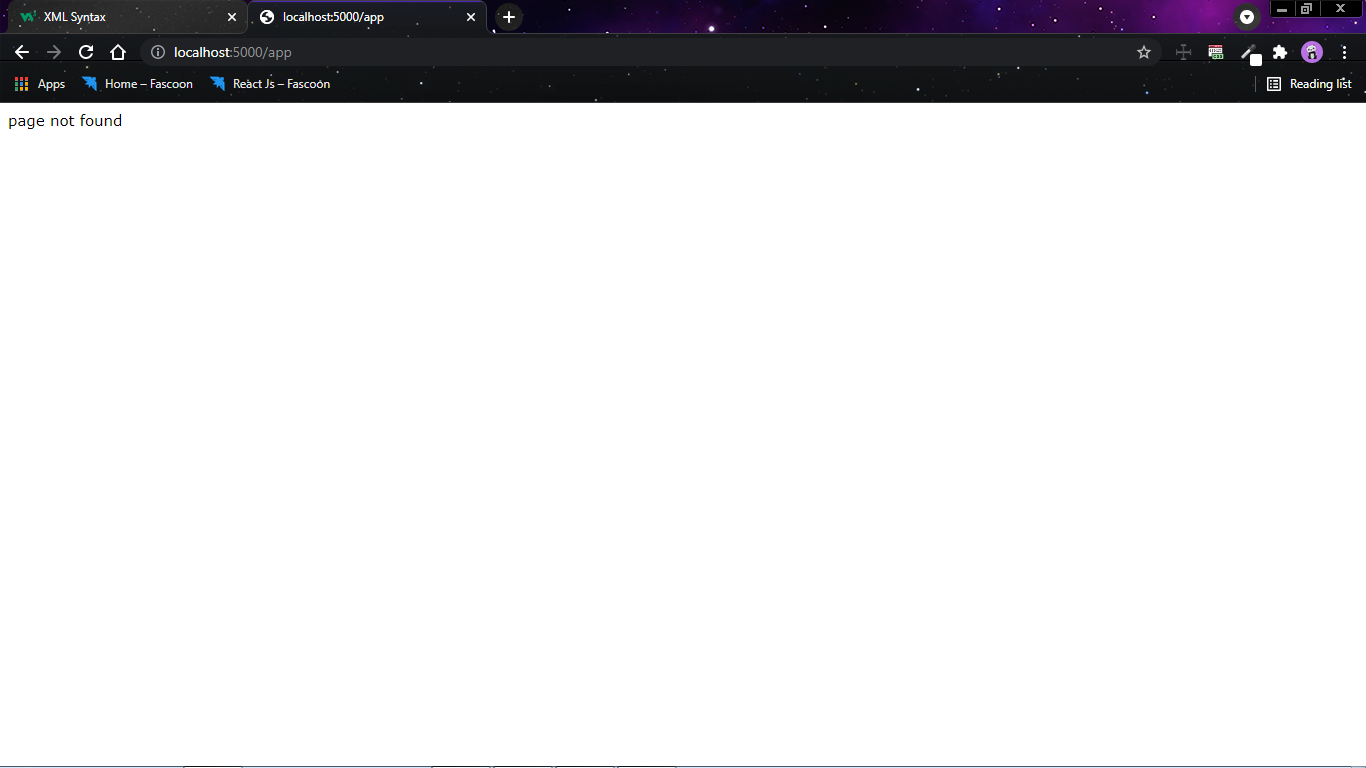 XML Syntax
localhost:5000/app
localhost:5000/app
Apps
Home – Fascoon
React Js – Fascoon
Reading list
page not found